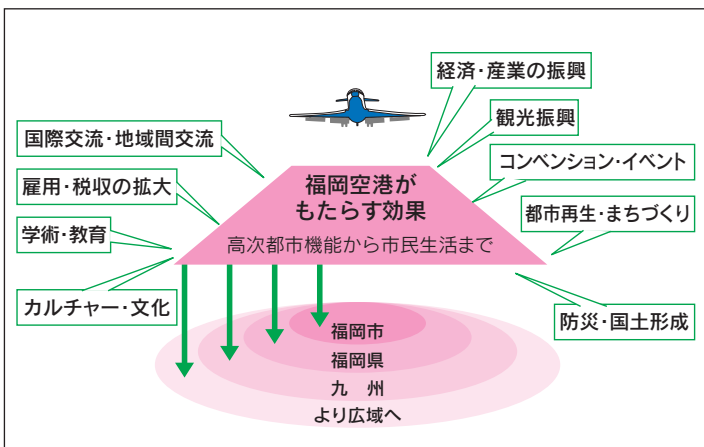 経済・産業の振興
観光振興
国際交流・地域間交流
コンベンション・イベント
雇用・税収の拡大
福岡空港が
もたらす効果
都市再生・まちづくり
学術・教育
高次都市機能から市民生活まで
カルチャー・文化
防災・国土形成
福岡市
福岡県
九　州
より広域へ